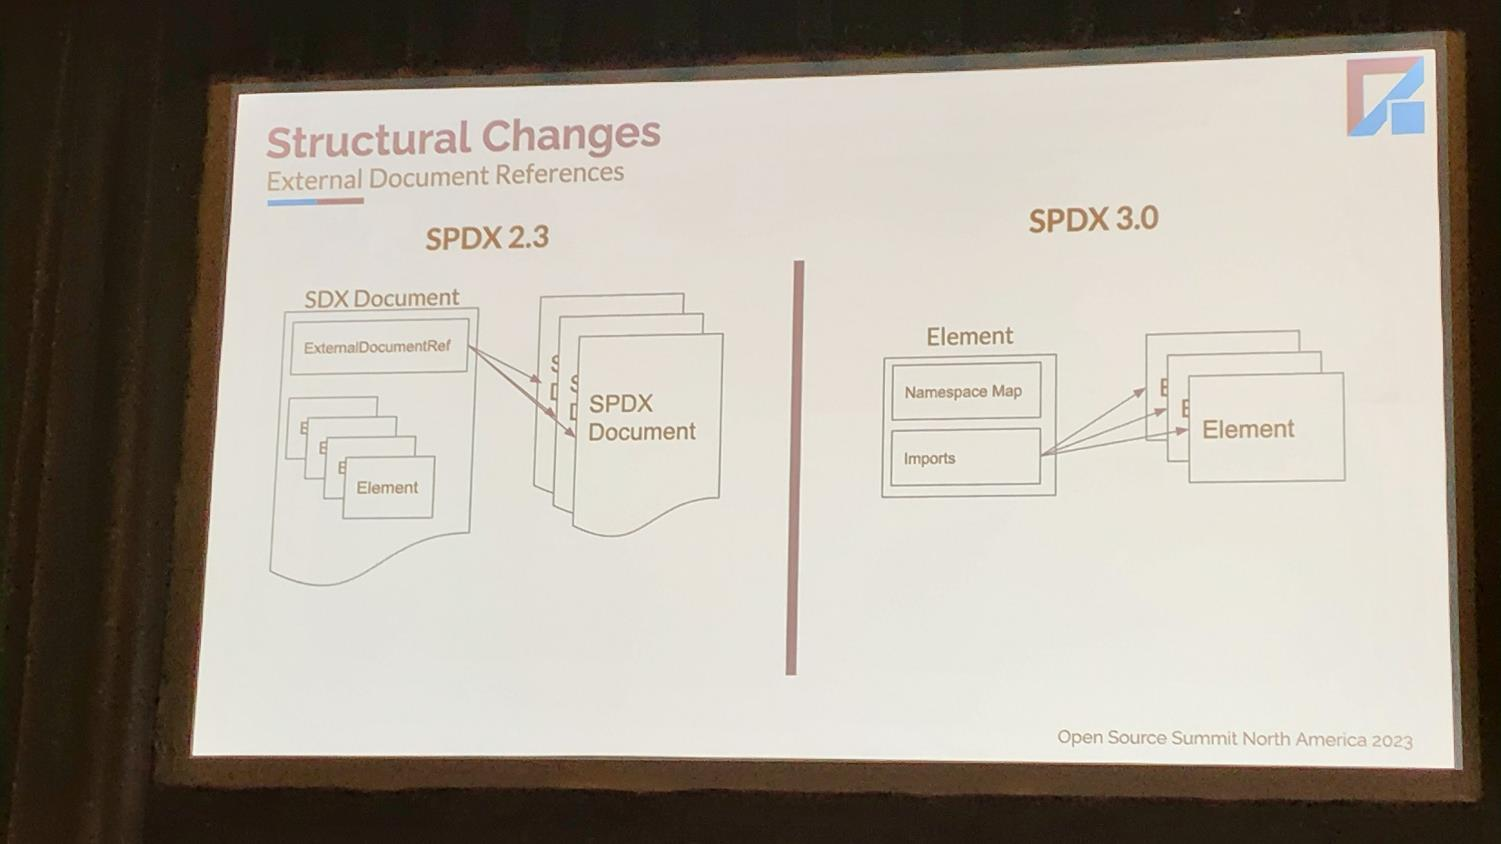 Structural Changes
External Document References
SPDX 2.3
SDX Document
ExternalDocumentRef
E
E
E
Element
S
D
S
D
SPDX
Document
SPDX 3.0
Element
Namespace Map
Imports
E
E
Element
Open Source Summit North America 2023